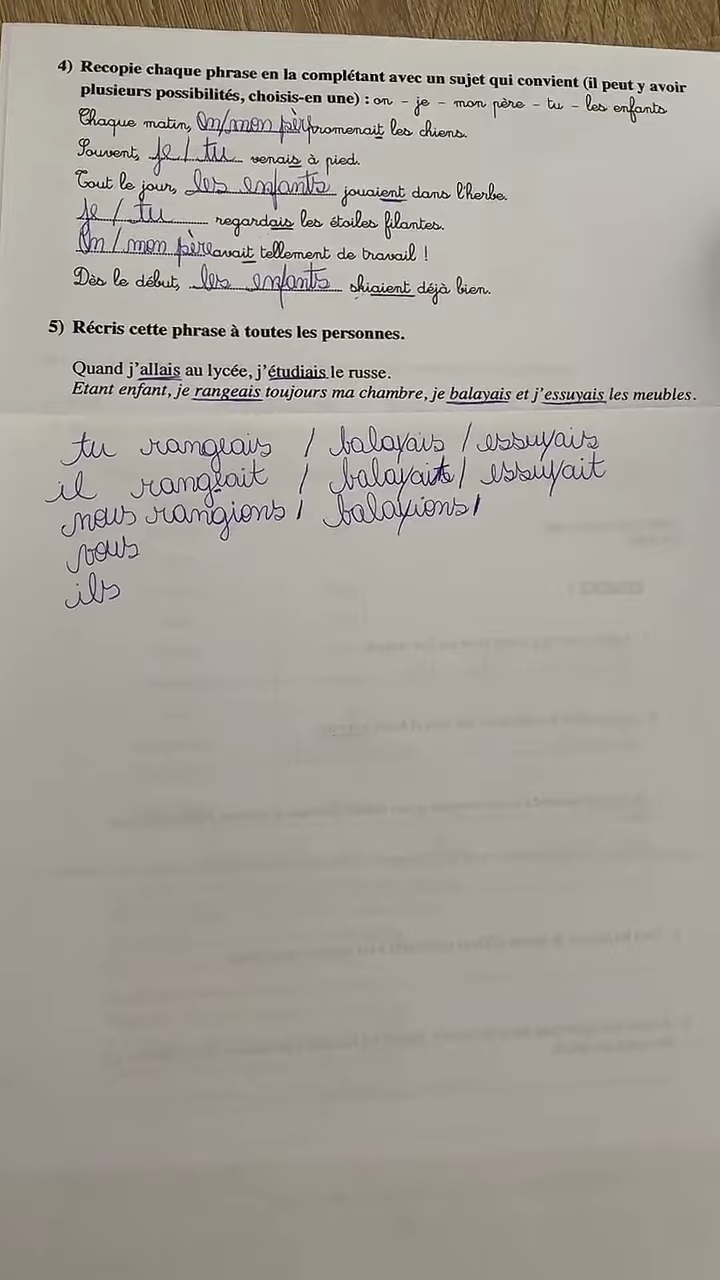 4) Recopie chaque phrase en la complétant avec un sujet qui convient (il peut y avoir
plusieurs possibilités, choisis-en une) : on - je - mon père - tu - les enfants
Chaque matin, On/mon père promenait les chiens.
Souvent, je / tu venais à pied.
Tout le jour, les enfants jouaient dans l'herbe.
Je / tu regardais les étoiles filantes.
On / mon père avait tellement de travail !
Dès le début, les enfants skiaient déjà bien.
5) Récris cette phrase à toutes les personnes.
Quand j'allais au lycée, j'étudiais le russe.
Etant enfant, je rangeais toujours ma chambre, je balayais et j'essuyais les meubles.
tu rangeais / balayais / essuyais
il rangeait / balayait / essuyait
nous rangions / balayions /
vous
ils